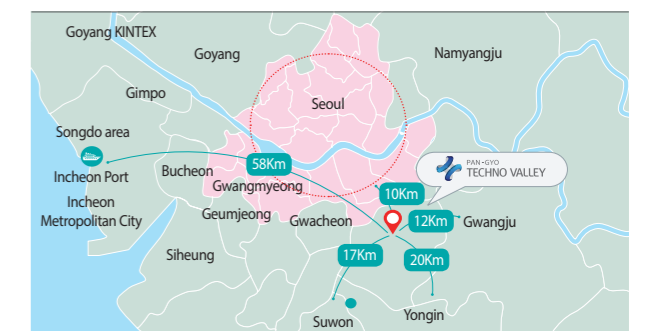 Goyang KINTEX
Goyang
Namyangju
Gimpo
Seoul
Songdo area
58Km
PAN-GYO
TECHNO VALLEY
Incheon Port
Bucheon
Gwangmyeong
10Km
Incheon
Metropolitan City
Geumjeong
Gwacheon
12Km
Gwangju
Siheung
17Km
20Km
Suwon
Yongin